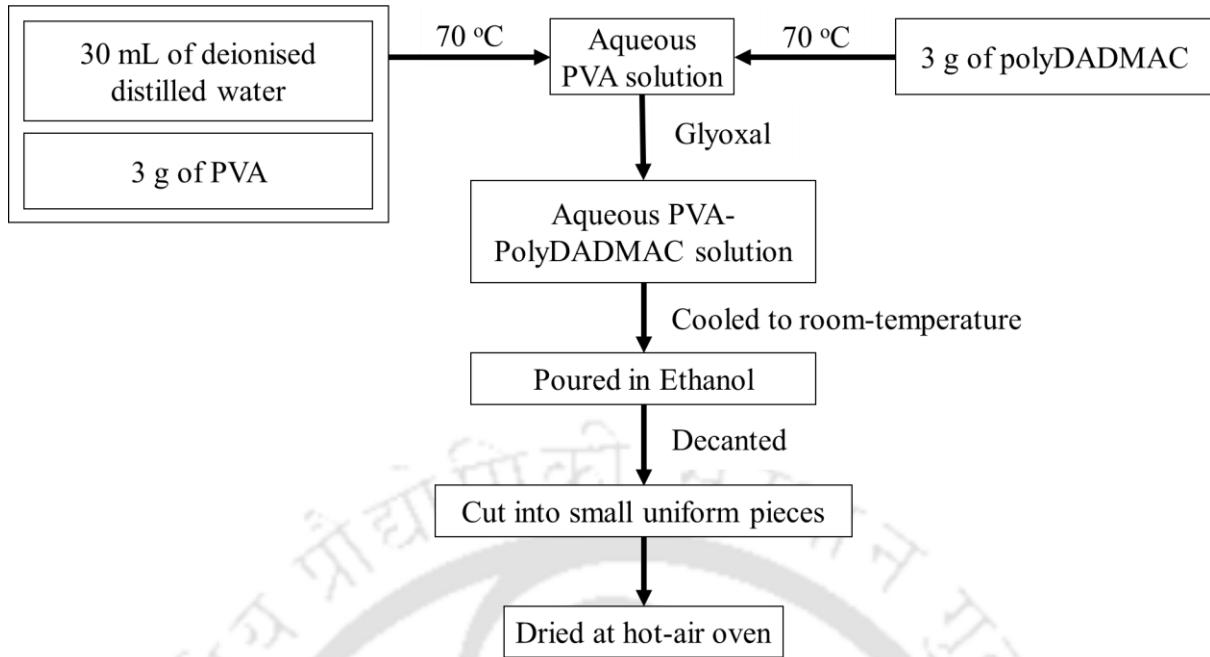 30 mL of deionised
distilled water
3 g of PVA
70 °C
Aqueous
PVA solution
70 °C
3 g of polyDADMAC
Glyoxal
Aqueous PVA-
PolyDADMAC solution
Cooled to room-temperature
Poured in Ethanol
Decanted
Cut into small uniform pieces
Dried at hot-air oven